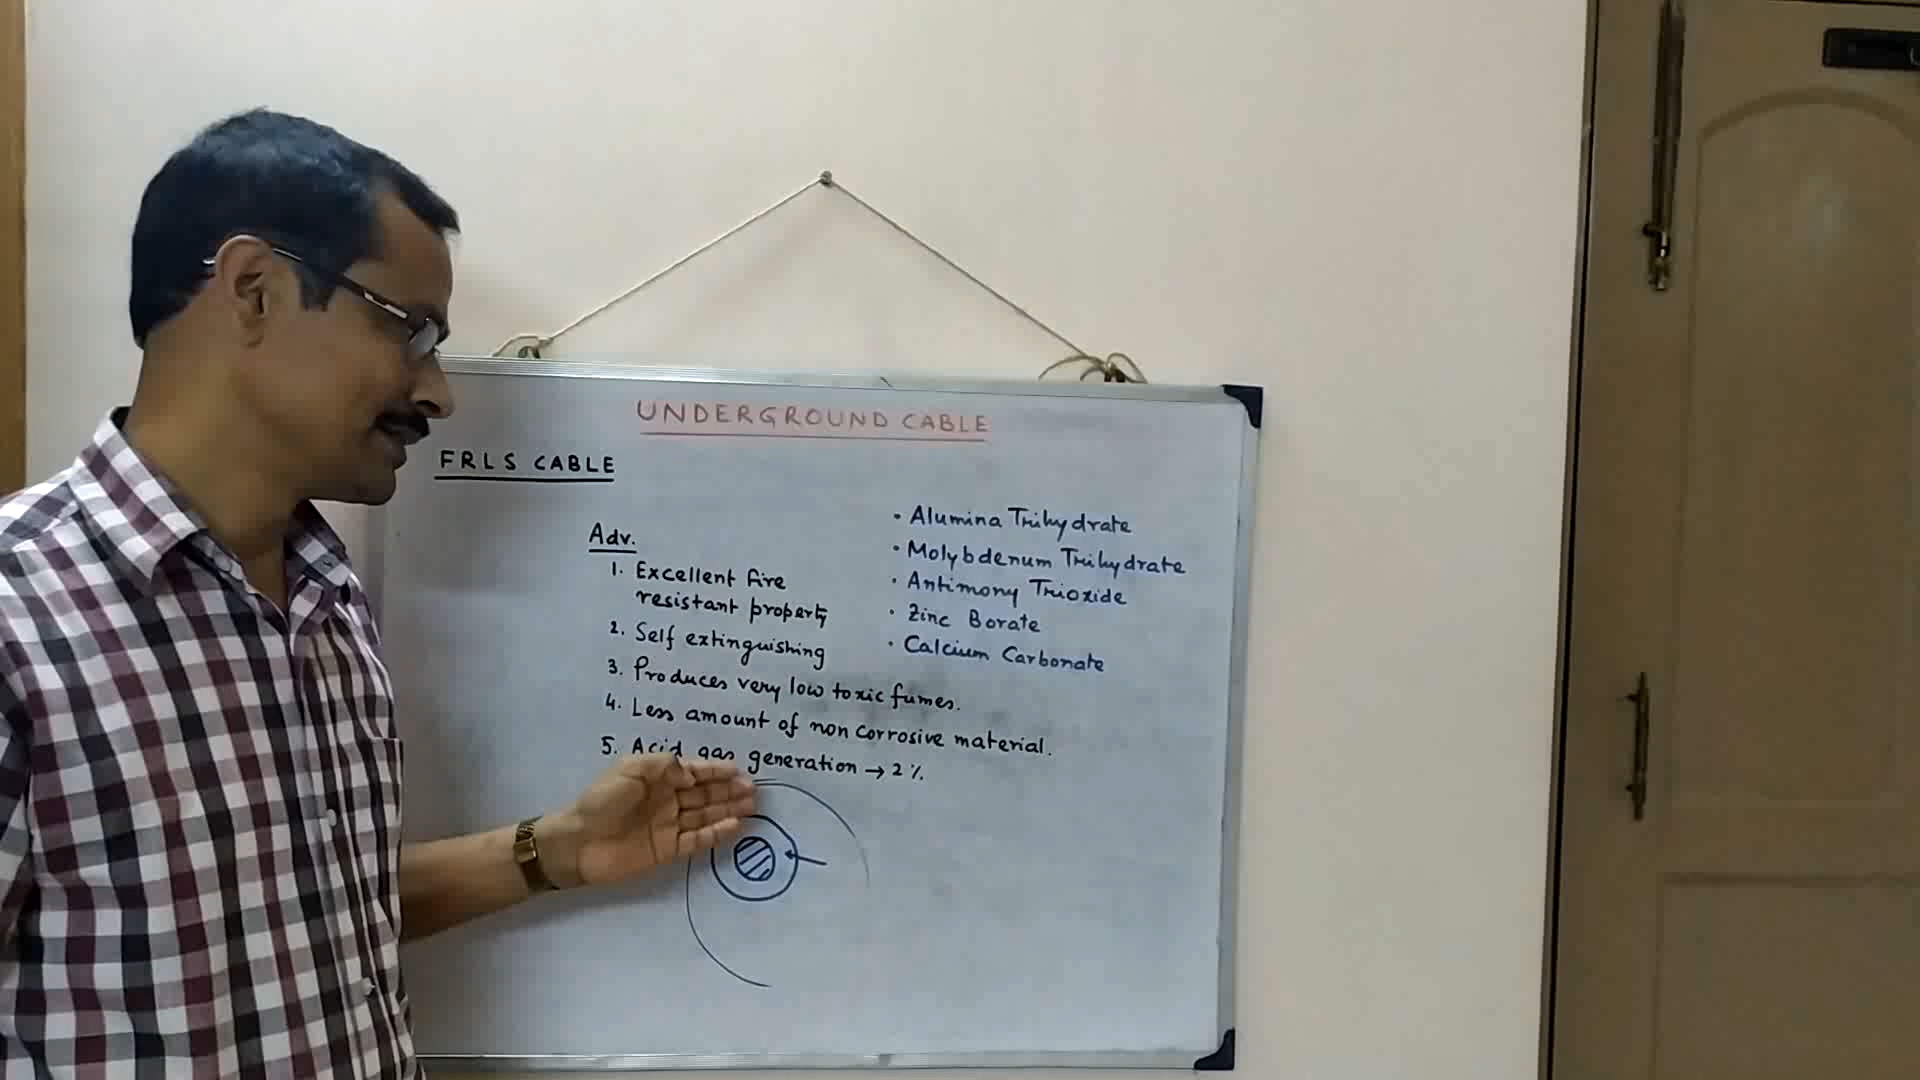 UNDERGROUND CABLE
FRLS CABLE
Adv.
1. Excellent fire
resistant property
2. Self extinguishing
3. Produces very low toxic fumes.
4. Less amount of non corrosive material.
5. Acid gas generation → 2%
• Alumina Trihydrate
• Molybdenum Trihydrate
• Antimony Trioxide
• Zinc Borate
• Calcium Carbonate